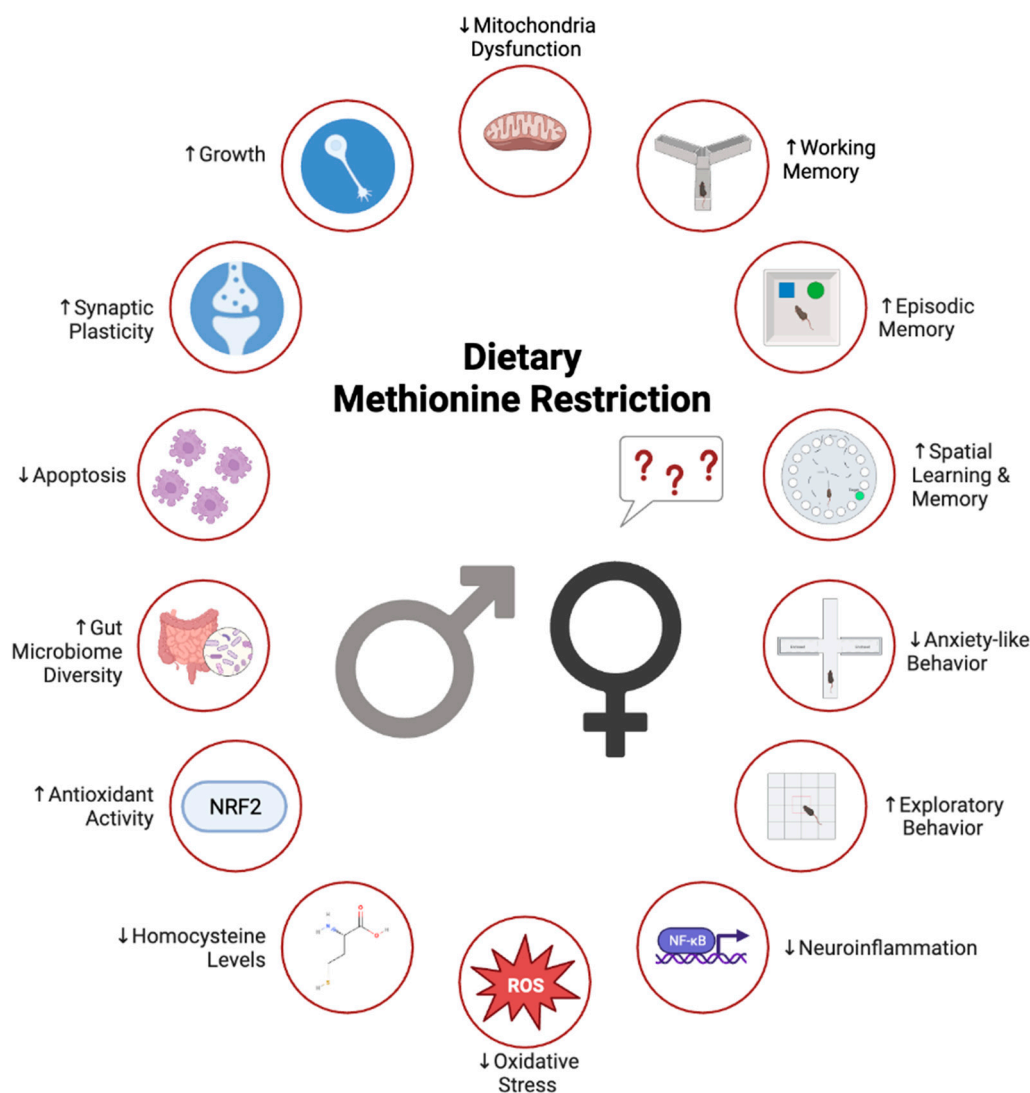 ↓Mitochondria
Dysfunction
↑Growth
↑Working
Memory
↑Synaptic
Plasticity
↑Episodic
Memory
Dietary
Methionine Restriction
? ? ?
↓Apoptosis
↑Spatial
Learning &
Memory
↑Gut
Microbiome
Diversity
↓Anxiety-like
Behavior
↑Antioxidant
Activity
NRF2
↑Exploratory
Behavior
↓Homocysteine
Levels
H
N
H
O
O
H
H
S
ROS
NF-κB
↓Neuroinflammation
↓Oxidative
Stress